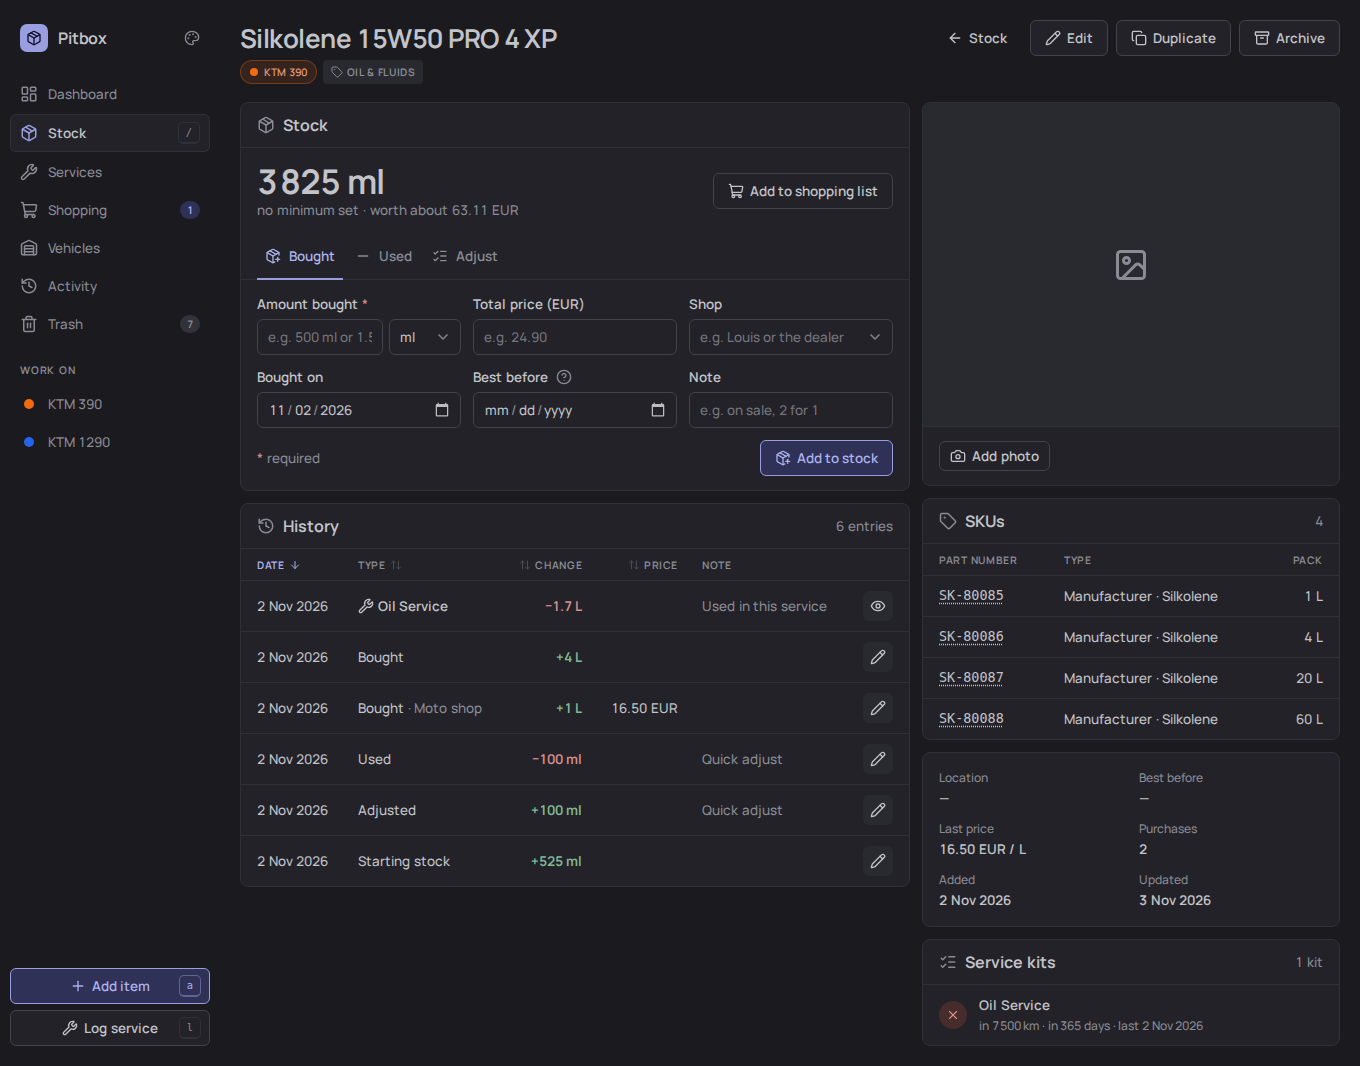 Pitbox
Dashboard
Stock /
Services
Shopping 1
Vehicles
Activity
Trash 7
WORK ON
KTM 390
KTM 1290
Add item a
Log service l
Silkolene 15W50 PRO 4 XP
KTM 390 OIL & FLUIDS
Stock Edit Duplicate Archive
Stock
3 825 ml
no minimum set · worth about 63.11 EUR
Add to shopping list
Bought Used Adjust
Amount bought * Total price (EUR) Shop
e.g. 500 ml or 1.5 ml e.g. 24.90 e.g. Louis or the dealer
Bought on Best before ? Note
11 / 02 / 2026 mm / dd / yyyy e.g. on sale, 2 for 1
* required Add to stock
History 6 entries
DATE TYPE CHANGE PRICE NOTE
2 Nov 2026 Oil Service −1.7 L Used in this service
2 Nov 2026 Bought +4 L
2 Nov 2026 Bought · Moto shop +1 L 16.50 EUR
2 Nov 2026 Used −100 ml Quick adjust
2 Nov 2026 Adjusted +100 ml Quick adjust
2 Nov 2026 Starting stock +525 ml
Add photo
SKUs 4
PART NUMBER TYPE PACK
SK-80085 Manufacturer · Silkolene 1 L
SK-80086 Manufacturer · Silkolene 4 L
SK-80087 Manufacturer · Silkolene 20 L
SK-80088 Manufacturer · Silkolene 60 L
Location Best before
— —
Last price Purchases
16.50 EUR / L 2
Added Updated
2 Nov 2026 3 Nov 2026
Service kits 1 kit
Oil Service
in 7 500 km · in 365 days · last 2 Nov 2026